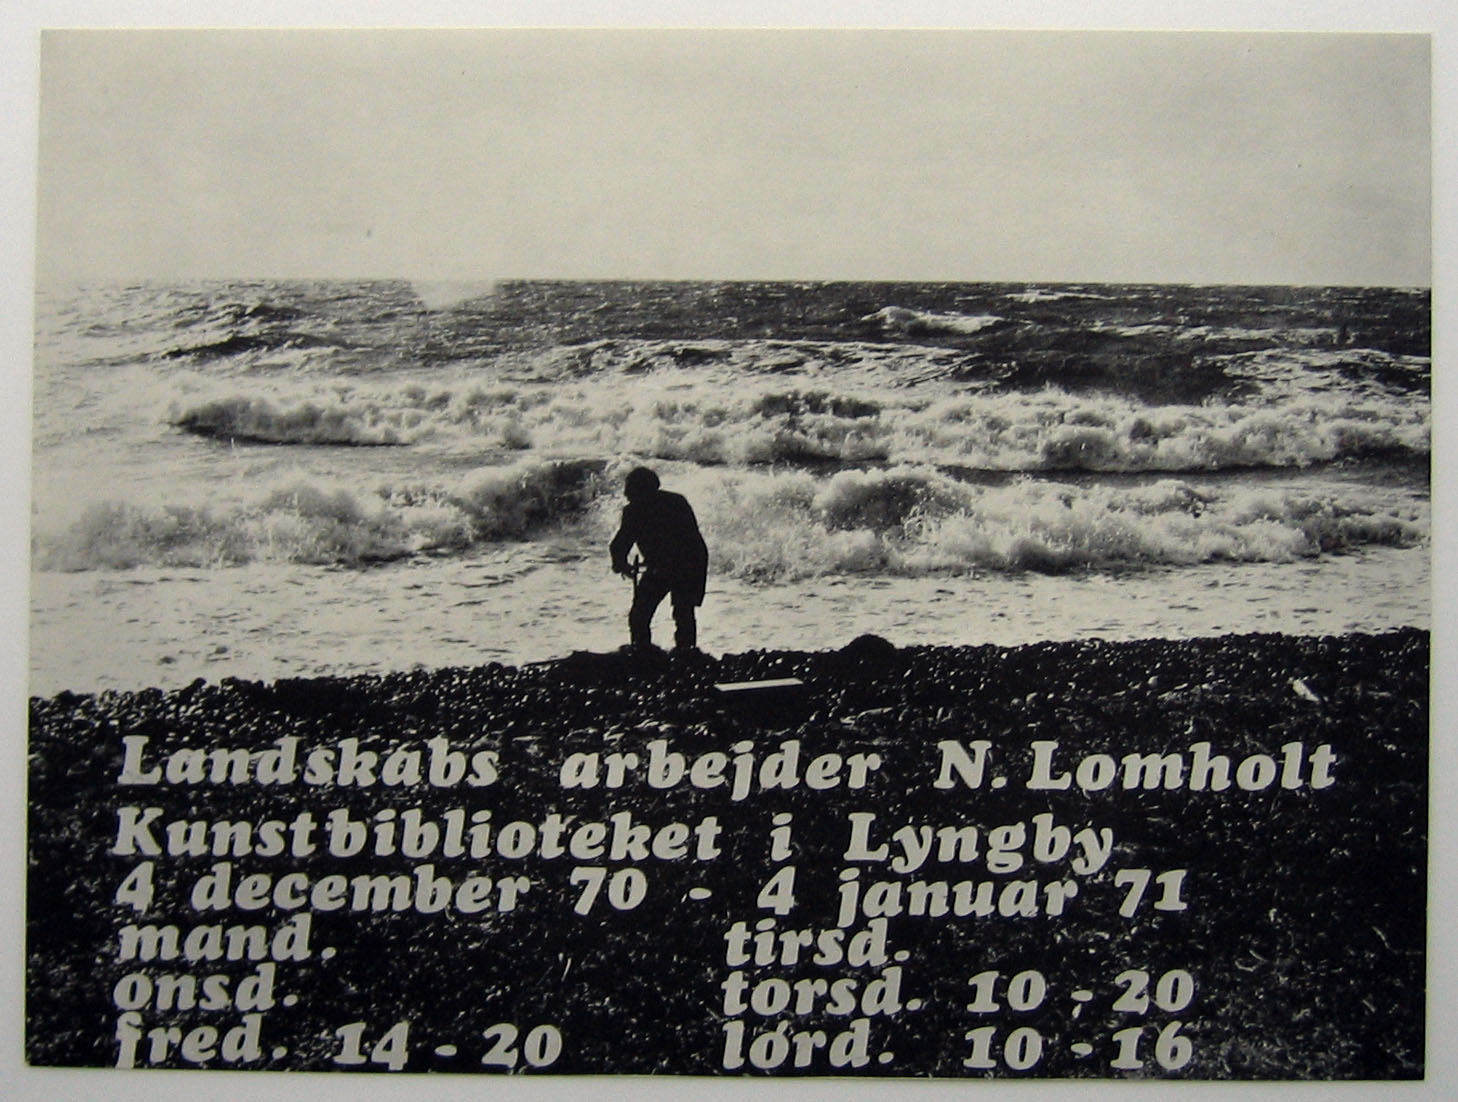 Landskabs arbejder N. Lomholt
Kunstbiblioteket i Lyngby
4 december 70 - 4 januar 71
mand. tirsd.
onsd. torsd. 10 - 20
fred. 14 - 20 lørd. 10 - 16